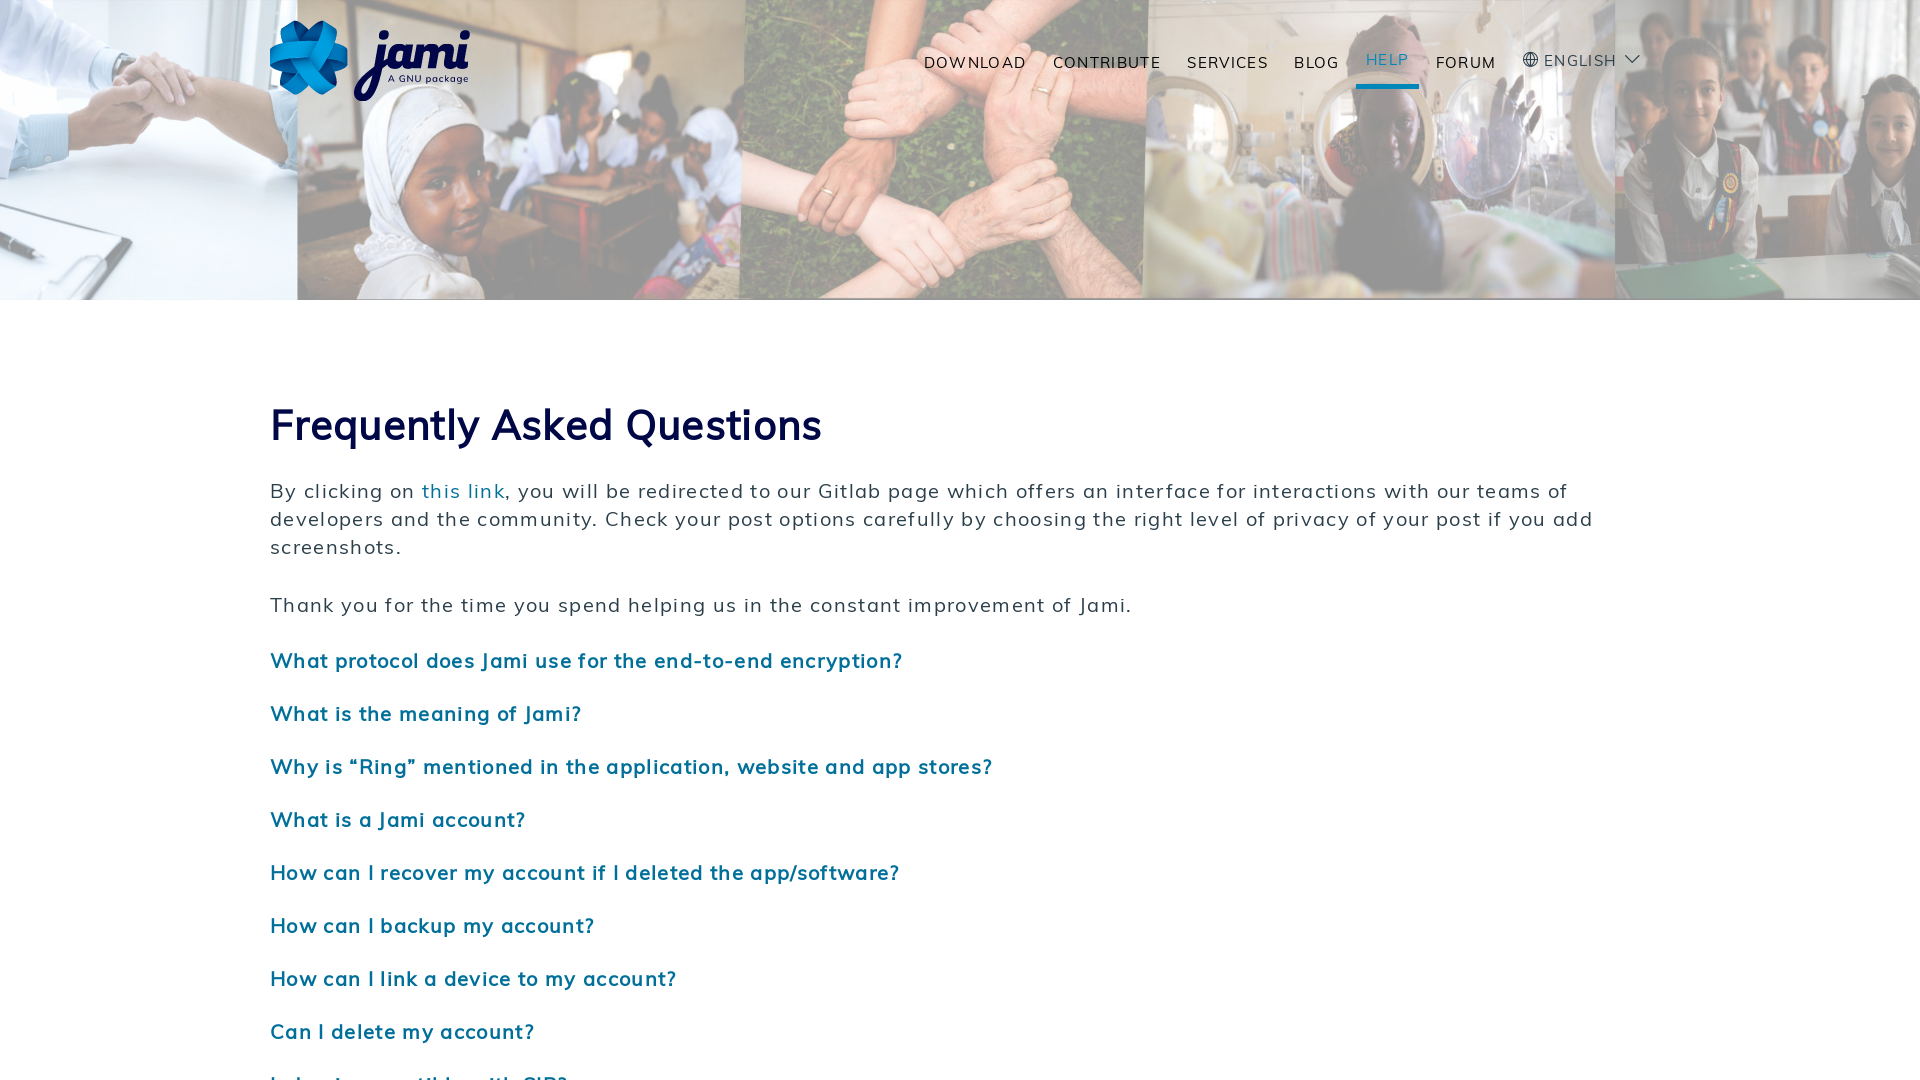 jami
A GNU package
DOWNLOAD CONTRIBUTE SERVICES BLOG HELP FORUM ENGLISH
Frequently Asked Questions
By clicking on this link, you will be redirected to our Gitlab page which offers an interface for interactions with our teams of
developers and the community. Check your post options carefully by choosing the right level of privacy of your post if you add
screenshots.
Thank you for the time you spend helping us in the constant improvement of Jami.
What protocol does Jami use for the end-to-end encryption?
What is the meaning of Jami?
Why is “Ring” mentioned in the application, website and app stores?
What is a Jami account?
How can I recover my account if I deleted the app/software?
How can I backup my account?
How can I link a device to my account?
Can I delete my account?